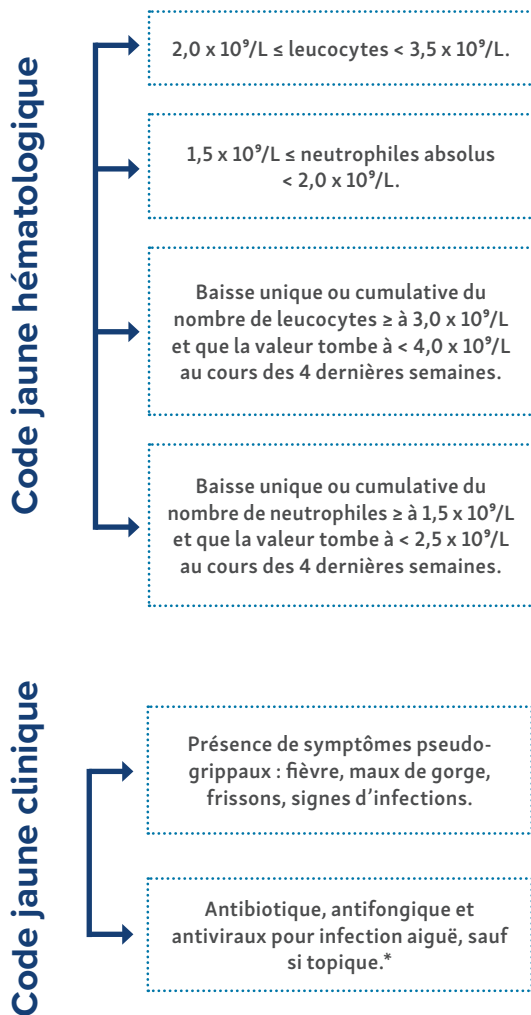 Code jaune hématologique
2,0 x 10⁹/L ≤ leucocytes < 3,5 x 10⁹/L.
1,5 x 10⁹/L ≤ neutrophiles absolus
< 2,0 x 10⁹/L.
Baisse unique ou cumulative du
nombre de leucocytes ≥ à 3,0 x 10⁹/L
et que la valeur tombe à < 4,0 x 10⁹/L
au cours des 4 dernières semaines.
Baisse unique ou cumulative du
nombre de neutrophiles ≥ à 1,5 x 10⁹/L
et que la valeur tombe à < 2,5 x 10⁹/L
au cours des 4 dernières semaines.
Code jaune clinique
Présence de symptômes pseudo-
grippaux : fièvre, maux de gorge,
frissons, signes d’infections.
Antibiotique, antifongique et
antiviraux pour infection aiguë, sauf
si topique.*